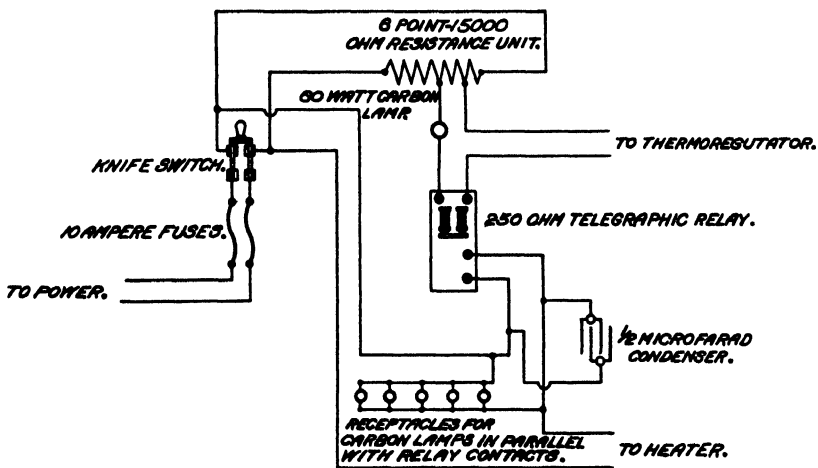 6 POINT-15000
OHM RESISTANCE UNIT.
60 WATT CARBON
LAMP.
TO THERMOREGUTATOR.
KNIFE SWITCH.
250 OHM TELEGRAPHIC RELAY.
10 AMPERE FUSES.
TO POWER.
1/2 MICROFARAD
CONDENSER.
RECEPTACLES FOR
CARBON LAMPS IN PARALLEL
WITH RELAY CONTACTS.
TO HEATER.